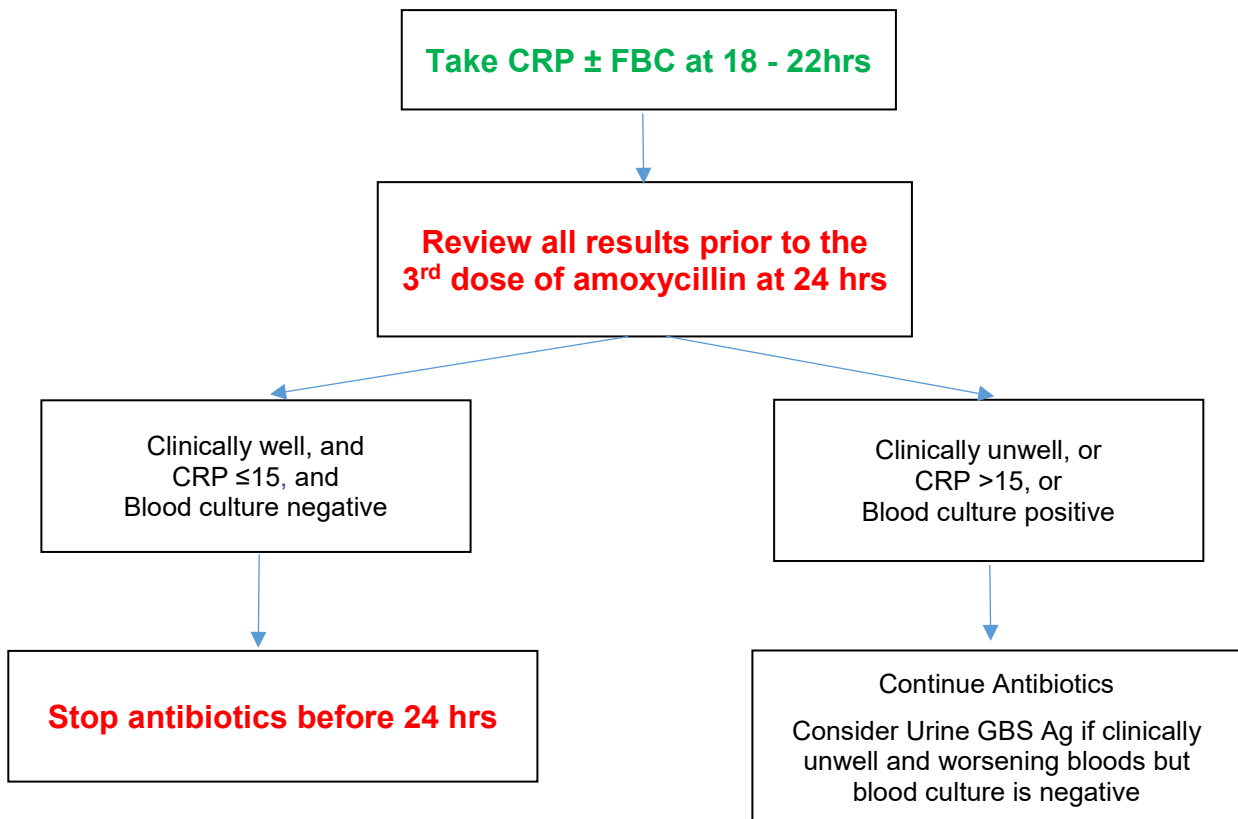 Take CRP ± FBC at 18 - 22hrs
Review all results prior to the
3rd dose of amoxycillin at 24 hrs
Clinically well, and
CRP ≤15, and
Blood culture negative
Clinically unwell, or
CRP >15, or
Blood culture positive
Stop antibiotics before 24 hrs
Continue Antibiotics
Consider Urine GBS Ag if clinically
unwell and worsening bloods but
blood culture is negative